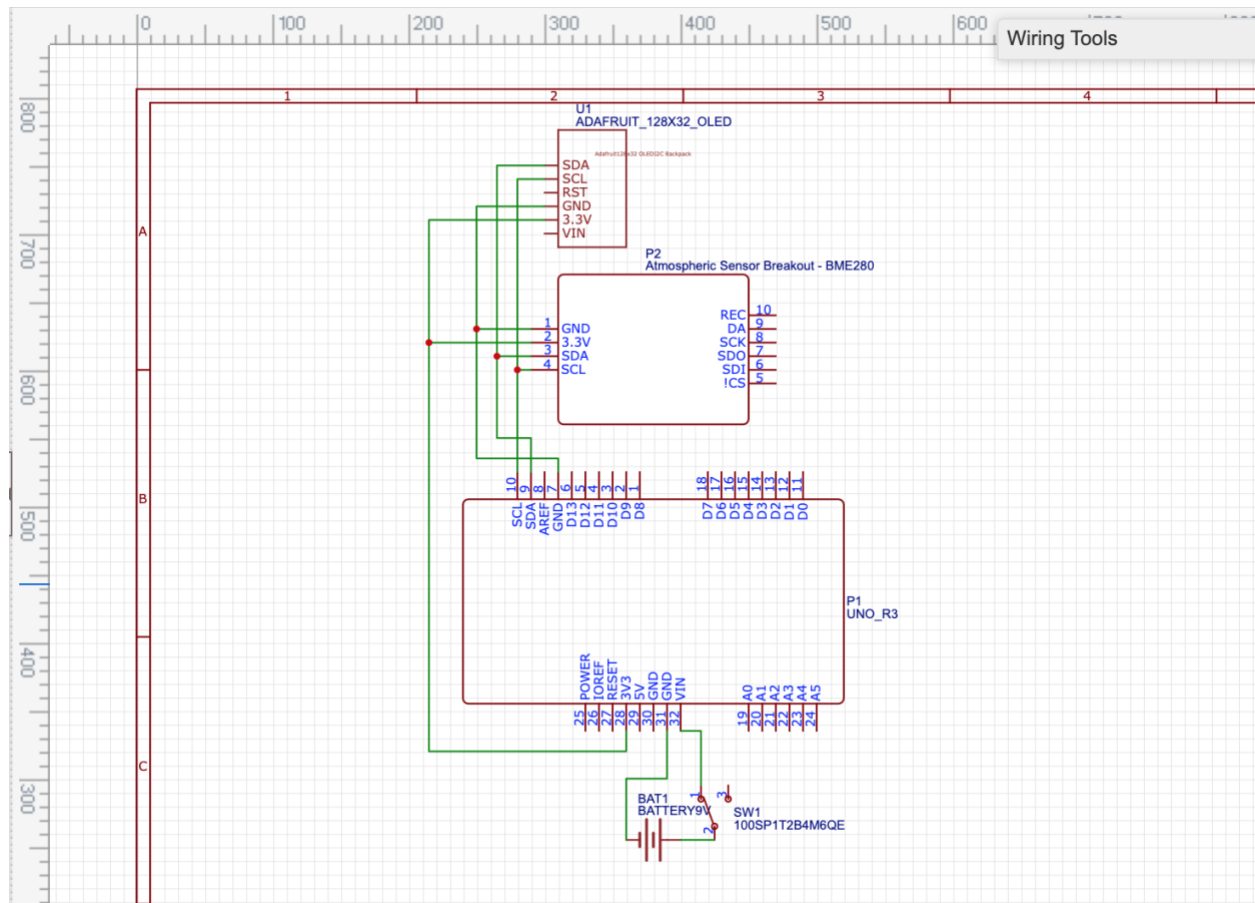 0 100 200 300 400 500 600
Wiring Tools
1 2 3 4
800
700
600
500
400
300
A
B
C
U1
ADAFRUIT_128X32_OLED
SDA
SCL
RST
GND
3.3V
VIN
P2
Atmospheric Sensor Breakout - BME280
1 GND
2 3.3V
3 SDA
4 SCL
REC 10
DA 9
SCK 8
SDO 7
SDI 6
!CS 5
10 9 8 7 6 5 4 3 2 1
SCL SDA AREF GND D13 D12 D11 D10 D9 D8
18 17 16 15 14 13 12 11
D7 D6 D5 D4 D3 D2 D1 D0
P1
UNO_R3
POWER IOREF RESET 3V3 5V GND GND VIN
25 26 27 28 29 30 31 32
A0 A1 A2 A3 A4 A5
19 20 21 22 23 24
BAT1
BATTERY9V
1 3
2
SW1
100SP1T2B4M6QE